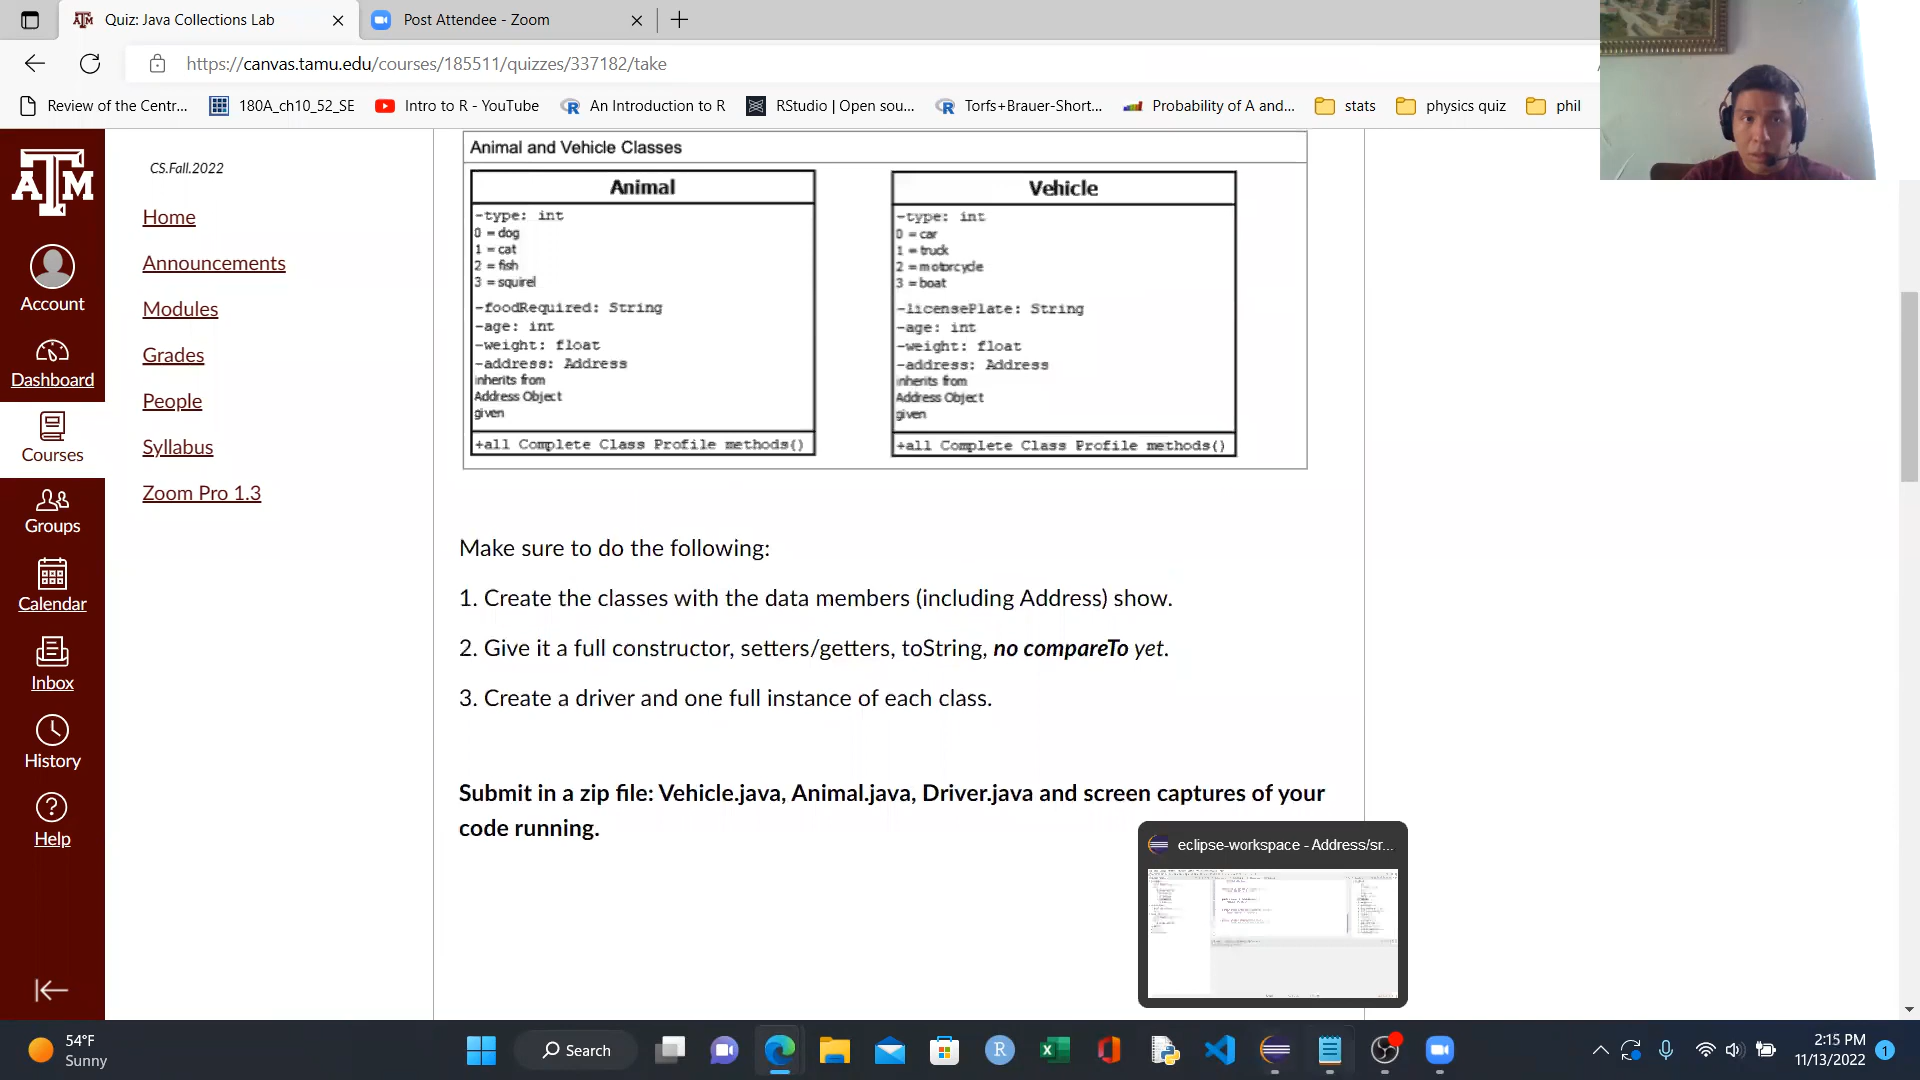 Quiz: Java Collections Lab
Post Attendee - Zoom
https://canvas.tamu.edu/courses/185511/quizzes/337182/take
Review of the Centr...
180A_ch10_52_SE
Intro to R - YouTube
An Introduction to R
RStudio | Open sou...
Torfs+Brauer-Short...
Probability of A and...
stats
physics quiz
phil
ATM
Account
Dashboard
Courses
Groups
Calendar
Inbox
History
Help
CS.Fall.2022
Home
Announcements
Modules
Grades
People
Syllabus
Zoom Pro 1.3
Animal and Vehicle Classes
Animal
-type: int
0 = dog
1 = cat
2 = fish
3 = squirel
-foodRequired: String
-age: int
-weight: float
-address: Address
inherits from
Address Object
given
+all Complete Class Profile methods()
Vehicle
-type: int
0 = car
1 = truck
2 = motorcycle
3 = boat
-licensePlate: String
-age: int
-weight: float
-address: Address
inherits from
Address Object
given
+all Complete Class Profile methods()
Make sure to do the following:
1. Create the classes with the data members (including Address) show.
2. Give it a full constructor, setters/getters, toString, no compareTo yet.
3. Create a driver and one full instance of each class.
Submit in a zip file: Vehicle.java, Animal.java, Driver.java and screen captures of your
code running.
eclipse-workspace - Address/sr...
54°F
Sunny
Search
2:15 PM
11/13/2022
1